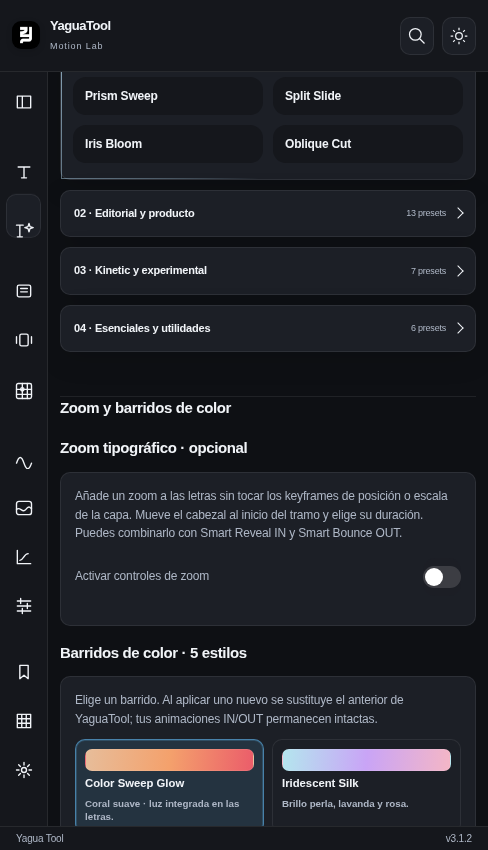 YaguaTool
Motion Lab
Prism Sweep
Split Slide
Iris Bloom
Oblique Cut
02 · Editorial y producto
13 presets
03 · Kinetic y experimental
7 presets
04 · Esenciales y utilidades
6 presets
Zoom y barridos de color
Zoom tipográfico · opcional
Añade un zoom a las letras sin tocar los keyframes de posición o escala
de la capa. Mueve el cabezal al inicio del tramo y elige su duración.
Puedes combinarlo con Smart Reveal IN y Smart Bounce OUT.
Activar controles de zoom
Barridos de color · 5 estilos
Elige un barrido. Al aplicar uno nuevo se sustituye el anterior de
YaguaTool; tus animaciones IN/OUT permanecen intactas.
Color Sweep Glow
Iridescent Silk
Coral suave · luz integrada en las
letras.
Brillo perla, lavanda y rosa.
Yagua Tool
v3.1.2